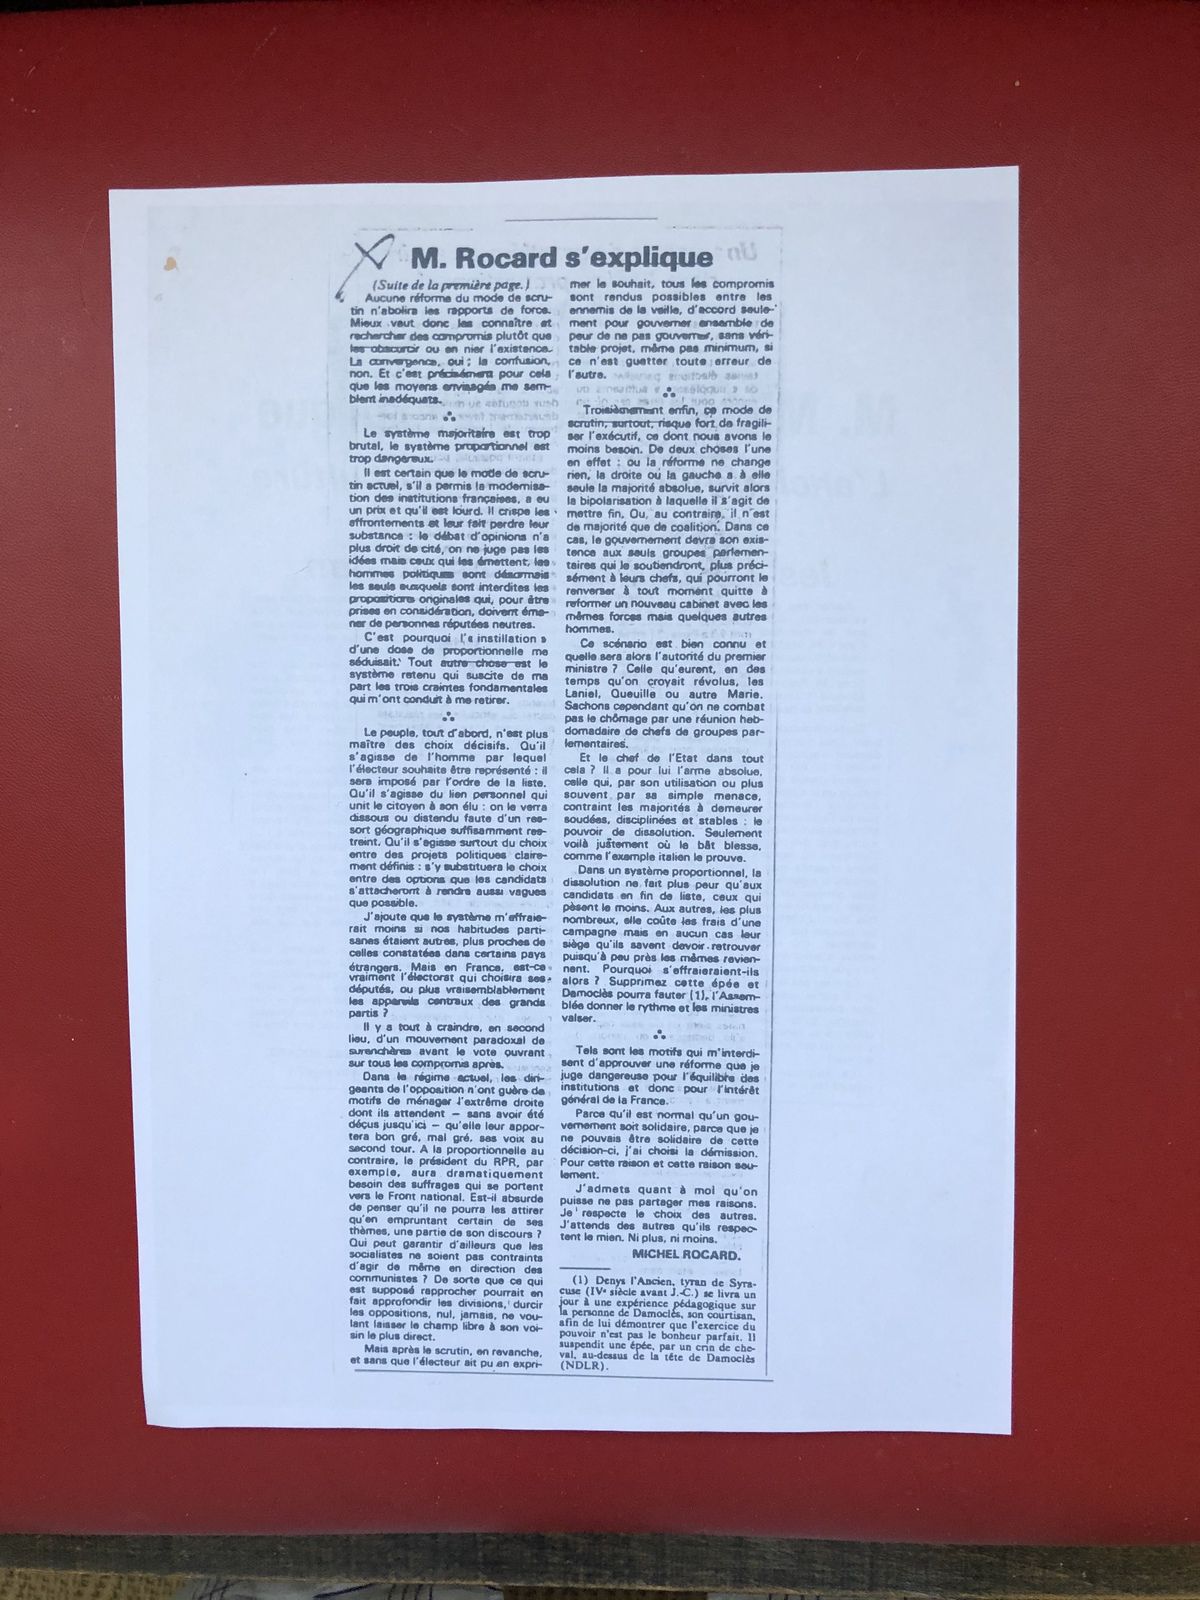 M. Rocard s'explique
(Suite de la première page.)
Aucune réforme du mode de scru-
tin n'abolira les rapports de force.
Mieux vaut donc les connaître et
rechercher des compromis plutôt que
les obscurcir ou en nier l'existence.
La convergence, oui ; la confusion,
non. Et c'est précisément pour cela
que les moyens envisagés me sem-
blent inadéquats.
Le système majoritaire est trop
brutal, le système proportionnel est
trop dangereux.
Il est certain que le mode de scru-
tin actuel, s'il a permis la modernisa-
tion des institutions françaises, a eu
un prix et qu'il est lourd. Il crispe les
affrontements et leur fait perdre leur
substance : le débat d'opinions n'a
plus droit de cité, on ne juge pas les
idées mais ceux qui les émettent, les
hommes politiques sont désormais
les seuls auxquels sont interdites les
propositions originales qui, pour être
prises en considération, doivent éma-
ner de personnes réputées neutres.
C'est pourquoi l'« instillation »
d'une dose de proportionnelle me
séduisait. Tout autre chose est le
système retenu qui suscite de ma
part les trois craintes fondamentales
qui m'ont conduit à me retirer.
Le peuple, tout d'abord, n'est plus
maître des choix décisifs. Qu'il
s'agisse de l'homme par lequel
l'électeur souhaite être représenté : il
sera imposé par l'ordre de la liste.
Qu'il s'agisse du lien personnel qui
unit le citoyen à son élu : on le verra
dissous ou distendu faute d'un res-
sort géographique suffisamment res-
treint. Qu'il s'agisse surtout du choix
entre des projets politiques claire-
ment définis : s'y substituera le choix
entre des options que les candidats
s'attacheront à rendre aussi vagues
que possible.
J'ajoute que le système m'effraie-
rait moins si nos habitudes parti-
sanes étaient autres, plus proches de
celles constatées dans certains pays
étrangers. Mais en France, est-ce
vraiment l'électorat qui choisira ses
députés, ou plus vraisemblablement
les appareils centraux des grands
partis ?
Il y a tout à craindre, en second
lieu, d'un mouvement paradoxal de
surenchères avant le vote ouvrant
sur tous les compromis après.
Dans le régime actuel, les diri-
geants de l'opposition n'ont guère de
motifs de ménager l'extrême droite
dont ils attendent – sans avoir été
déçus jusqu'ici – qu'elle leur appor-
tera bon gré, mal gré, ses voix au
second tour. A la proportionnelle au
contraire, le président du RPR, par
exemple, aura dramatiquement
besoin des suffrages qui se portent
vers le Front national. Est-il absurde
de penser qu'il ne pourra les attirer
qu'en empruntant certain de ses
thèmes, une partie de son discours ?
Qui peut garantir d'ailleurs que les
socialistes ne soient pas contraints
d'agir de même en direction des
communistes ? De sorte que ce qui
est supposé rapprocher pourrait en
fait approfondir les divisions, durcir
les oppositions, nul, jamais, ne vou-
lant laisser le champ libre à son voi-
sin le plus direct.
Mais après le scrutin, en revanche,
et sans que l'électeur ait pu en expri-
mer le souhait, tous les compromis
sont rendus possibles entre les
ennemis de la veille, d'accord seule-
ment pour gouverner ensemble de
peur de ne pas gouverner, sans véri-
table projet, même pas minimum, si
ce n'est guetter toute erreur de
l'autre.
Troisièmement enfin, ce mode de
scrutin, surtout, risque fort de fragili-
ser l'exécutif, ce dont nous avons le
moins besoin. De deux choses l'une
en effet : ou la réforme ne change
rien, la droite ou la gauche a à elle
seule la majorité absolue, survit alors
la bipolarisation à laquelle il s'agit de
mettre fin. Ou, au contraire, il n'est
de majorité que de coalition. Dans ce
cas, le gouvernement devra son exis-
tence aux seuls groupes parlemen-
taires qui le soutiendront, plus préci-
sément à leurs chefs, qui pourront le
renverser à tout moment quitte à
reformer un nouveau cabinet avec les
mêmes forces mais quelques autres
hommes.
Ce scénario est bien connu et
quelle sera alors l'autorité du premier
ministre ? Celle qu'eurent, en des
temps qu'on croyait révolus, les
Laniel, Queuille ou autre Marie.
Sachons cependant qu'on ne combat
pas le chômage par une réunion heb-
domadaire de chefs de groupes par-
lementaires.
Et le chef de l'Etat dans tout
cela ? Il a pour lui l'arme absolue,
celle qui, par son utilisation ou plus
souvent par sa simple menace,
contraint les majorités à demeurer
soudées, disciplinées et stables : le
pouvoir de dissolution. Seulement
voilà justement où le bât blesse,
comme l'exemple italien le prouve.
Dans un système proportionnel, la
dissolution ne fait plus peur qu'aux
candidats en fin de liste, ceux qui
pèsent le moins. Aux autres, les plus
nombreux, elle coûte les frais d'une
campagne mais en aucun cas leur
siège qu'ils savent devoir retrouver
puisqu'à peu près les mêmes revien-
nent. Pourquoi s'effraieraient-ils
alors ? Supprimez cette épée et
Damoclès pourra fauter (1), l'Assem-
blée donner le rythme et les ministres
valser.
Tels sont les motifs qui m'interdi-
sent d'approuver une réforme que je
juge dangereuse pour l'équilibre des
institutions et donc pour l'intérêt
général de la France.
Parce qu'il est normal qu'un gou-
vernement soit solidaire, parce que je
ne pouvais être solidaire de cette
décision-ci, j'ai choisi la démission.
Pour cette raison et cette raison seu-
lement.
J'admets quant à moi qu'on
puisse ne pas partager mes raisons.
Je respecte le choix des autres.
J'attends des autres qu'ils respec-
tent le mien. Ni plus, ni moins.
MICHEL ROCARD.
(1) Denys l'Ancien, tyran de Syra-
cuse (IVe siècle avant J.-C.) se livra un
jour à une expérience pédagogique sur
la personne de Damoclès, son courtisan,
afin de lui démontrer que l'exercice du
pouvoir n'est pas le bonheur parfait. Il
suspendit une épée, par un crin de che-
val, au-dessus de la tête de Damoclès
(NDLR).